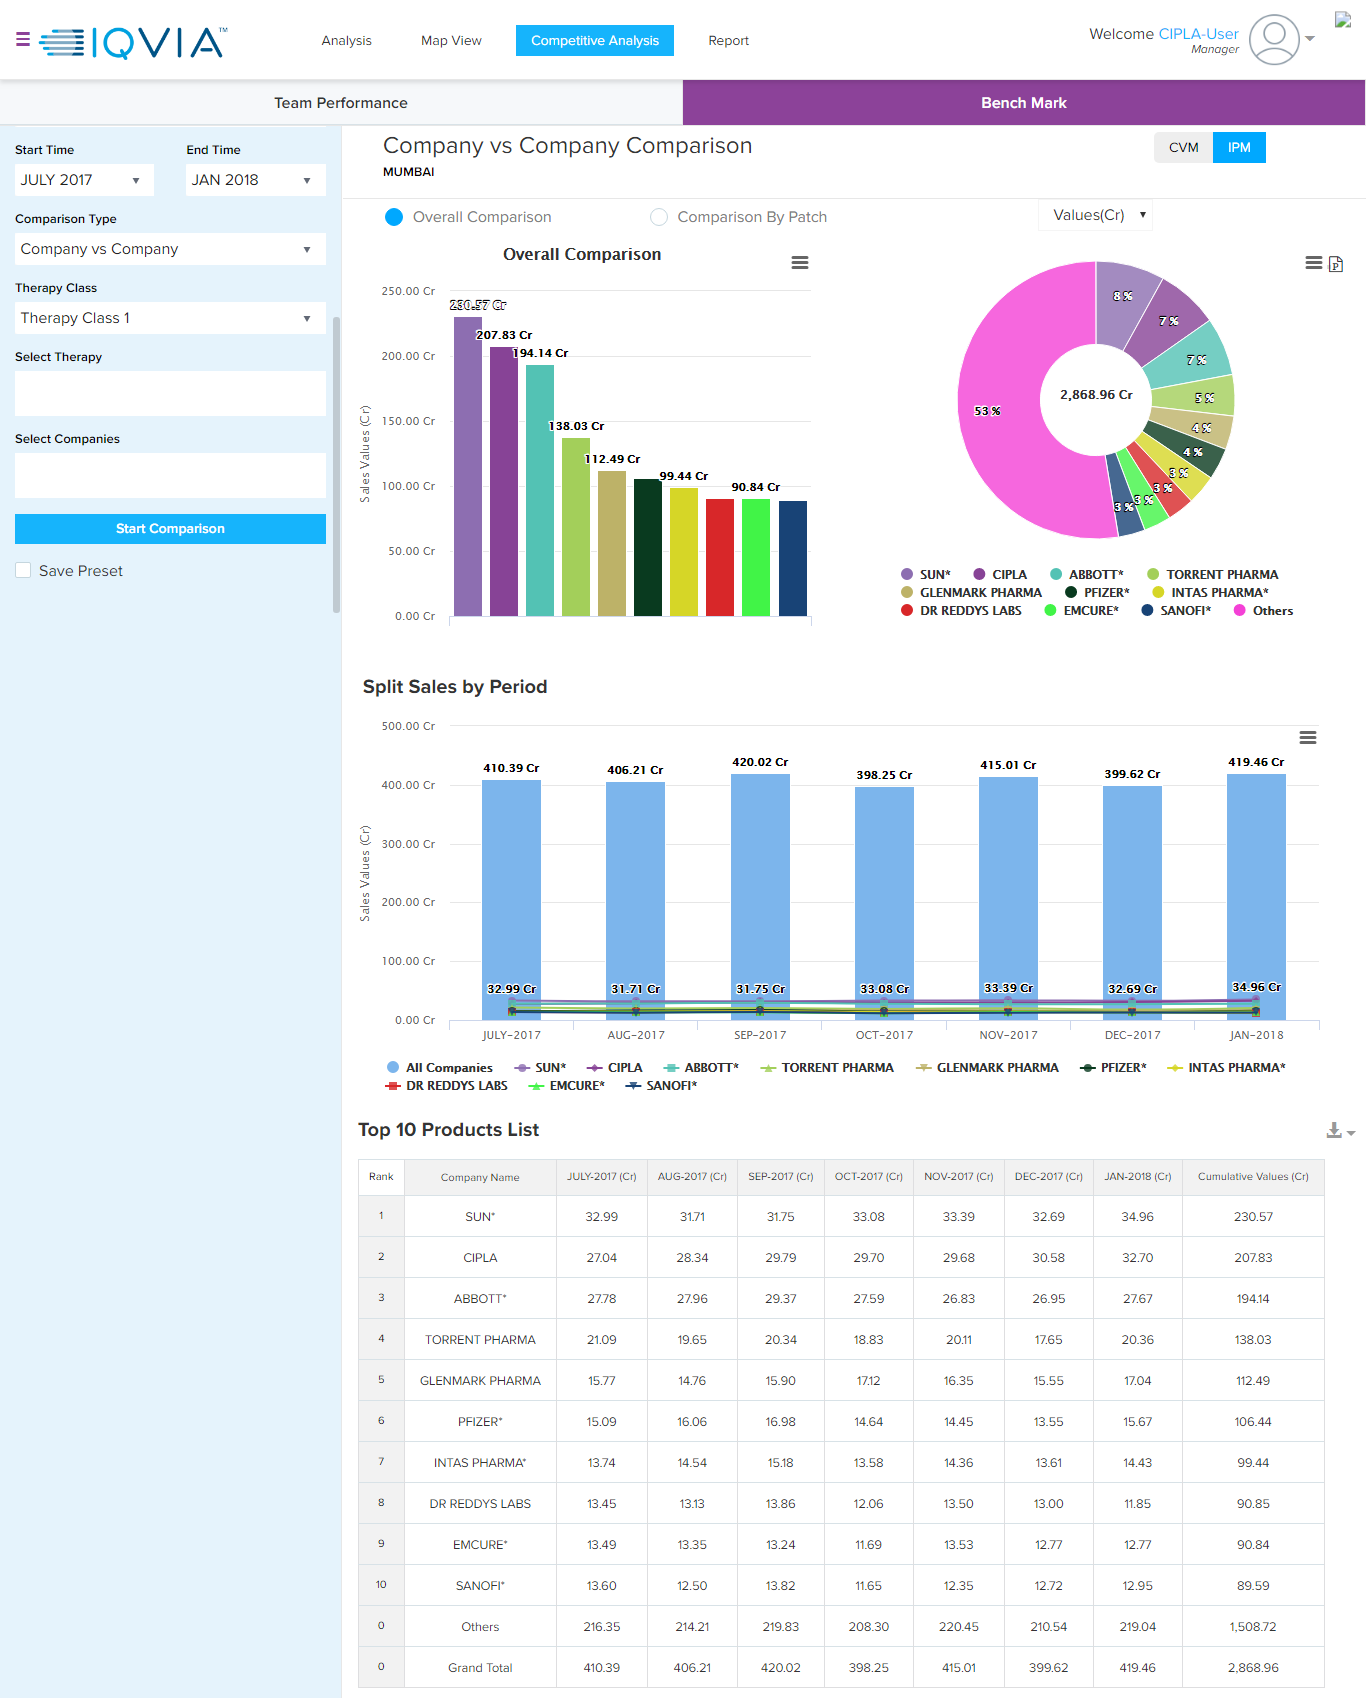 IQVIA™
Analysis
Map View
Competitive Analysis
Report
Welcome CIPLA-User
Manager
Team Performance
Bench Mark
Start Time
End Time
JULY 2017
JAN 2018
Comparison Type
Company vs Company
Therapy Class
Therapy Class 1
Select Therapy
Select Companies
Start Comparison
Save Preset
Company vs Company Comparison
MUMBAI
CVM IPM
Overall Comparison
Comparison By Patch
Values(Cr)
Overall Comparison
Sales Values (Cr)
250.00 Cr
200.00 Cr
150.00 Cr
100.00 Cr
50.00 Cr
0.00 Cr
230.57 Cr
207.83 Cr
194.14 Cr
138.03 Cr
112.49 Cr
99.44 Cr
90.84 Cr
8 %
7 %
7 %
5 %
4 %
4 %
3 %
3 %
3 %
3 %
53 %
2,868.96 Cr
SUN* CIPLA ABBOTT* TORRENT PHARMA
GLENMARK PHARMA PFIZER* INTAS PHARMA*
DR REDDYS LABS EMCURE* SANOFI* Others
Split Sales by Period
Sales Values (Cr)
500.00 Cr
400.00 Cr
300.00 Cr
200.00 Cr
100.00 Cr
0.00 Cr
410.39 Cr 406.21 Cr 420.02 Cr 398.25 Cr 415.01 Cr 399.62 Cr 419.46 Cr
32.99 Cr 31.71 Cr 31.75 Cr 33.08 Cr 33.39 Cr 32.69 Cr 34.96 Cr
JULY-2017 AUG-2017 SEP-2017 OCT-2017 NOV-2017 DEC-2017 JAN-2018
All Companies SUN* CIPLA ABBOTT* TORRENT PHARMA GLENMARK PHARMA PFIZER* INTAS PHARMA*
DR REDDYS LABS EMCURE* SANOFI*
Top 10 Products List
Rank Company Name JULY-2017 (Cr) AUG-2017 (Cr) SEP-2017 (Cr) OCT-2017 (Cr) NOV-2017 (Cr) DEC-2017 (Cr) JAN-2018 (Cr) Cumulative Values (Cr)
1 SUN* 32.99 31.71 31.75 33.08 33.39 32.69 34.96 230.57
2 CIPLA 27.04 28.34 29.79 29.70 29.68 30.58 32.70 207.83
3 ABBOTT* 27.78 27.96 29.37 27.59 26.83 26.95 27.67 194.14
4 TORRENT PHARMA 21.09 19.65 20.34 18.83 20.11 17.65 20.36 138.03
5 GLENMARK PHARMA 15.77 14.76 15.90 17.12 16.35 15.55 17.04 112.49
6 PFIZER* 15.09 16.06 16.98 14.64 14.45 13.55 15.67 106.44
7 INTAS PHARMA* 13.74 14.54 15.18 13.58 14.36 13.61 14.43 99.44
8 DR REDDYS LABS 13.45 13.13 13.86 12.06 13.50 13.00 11.85 90.85
9 EMCURE* 13.49 13.35 13.24 11.69 13.53 12.77 12.77 90.84
10 SANOFI* 13.60 12.50 13.82 11.65 12.35 12.72 12.95 89.59
0 Others 216.35 214.21 219.83 208.30 220.45 210.54 219.04 1,508.72
0 Grand Total 410.39 406.21 420.02 398.25 415.01 399.62 419.46 2,868.96